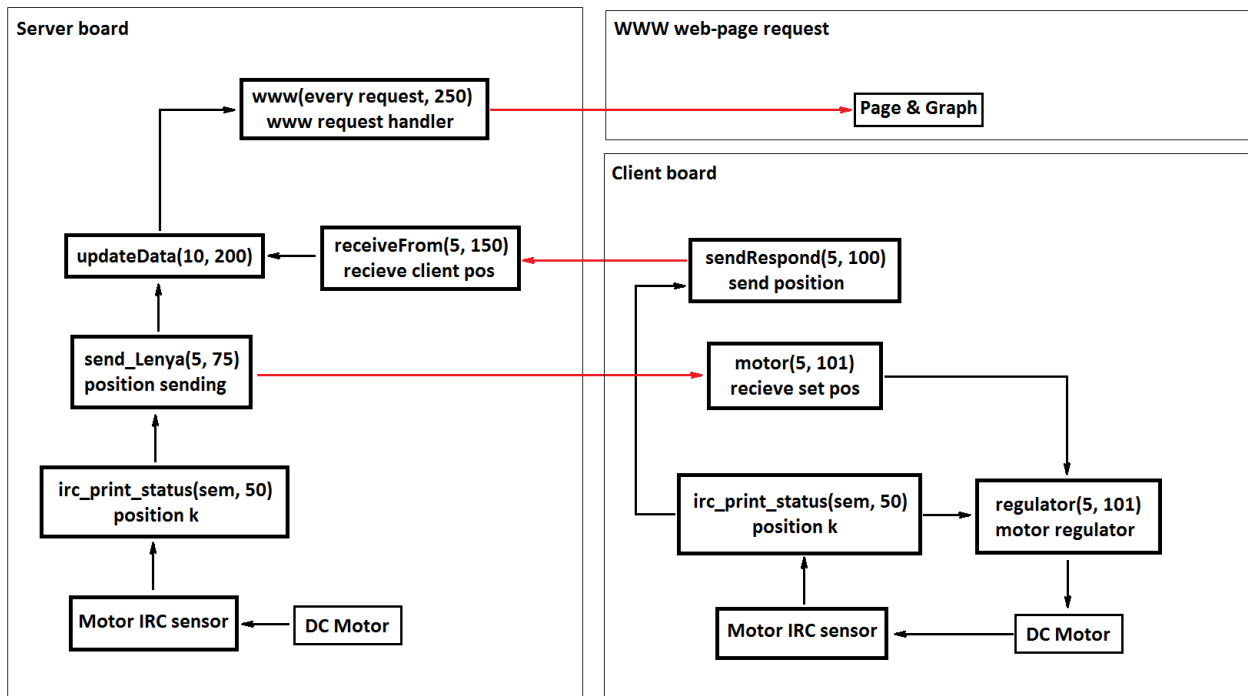 Server board
www(every request, 250)
www request handler
updateData(10, 200)
receiveFrom(5, 150)
recieve client pos
send_Lenya(5, 75)
position sending
irc_print_status(sem, 50)
position k
Motor IRC sensor
DC Motor
WWW web-page request
Page & Graph
Client board
sendRespond(5, 100)
send position
motor(5, 101)
recieve set pos
irc_print_status(sem, 50)
position k
regulator(5, 101)
motor regulator
Motor IRC sensor
DC Motor